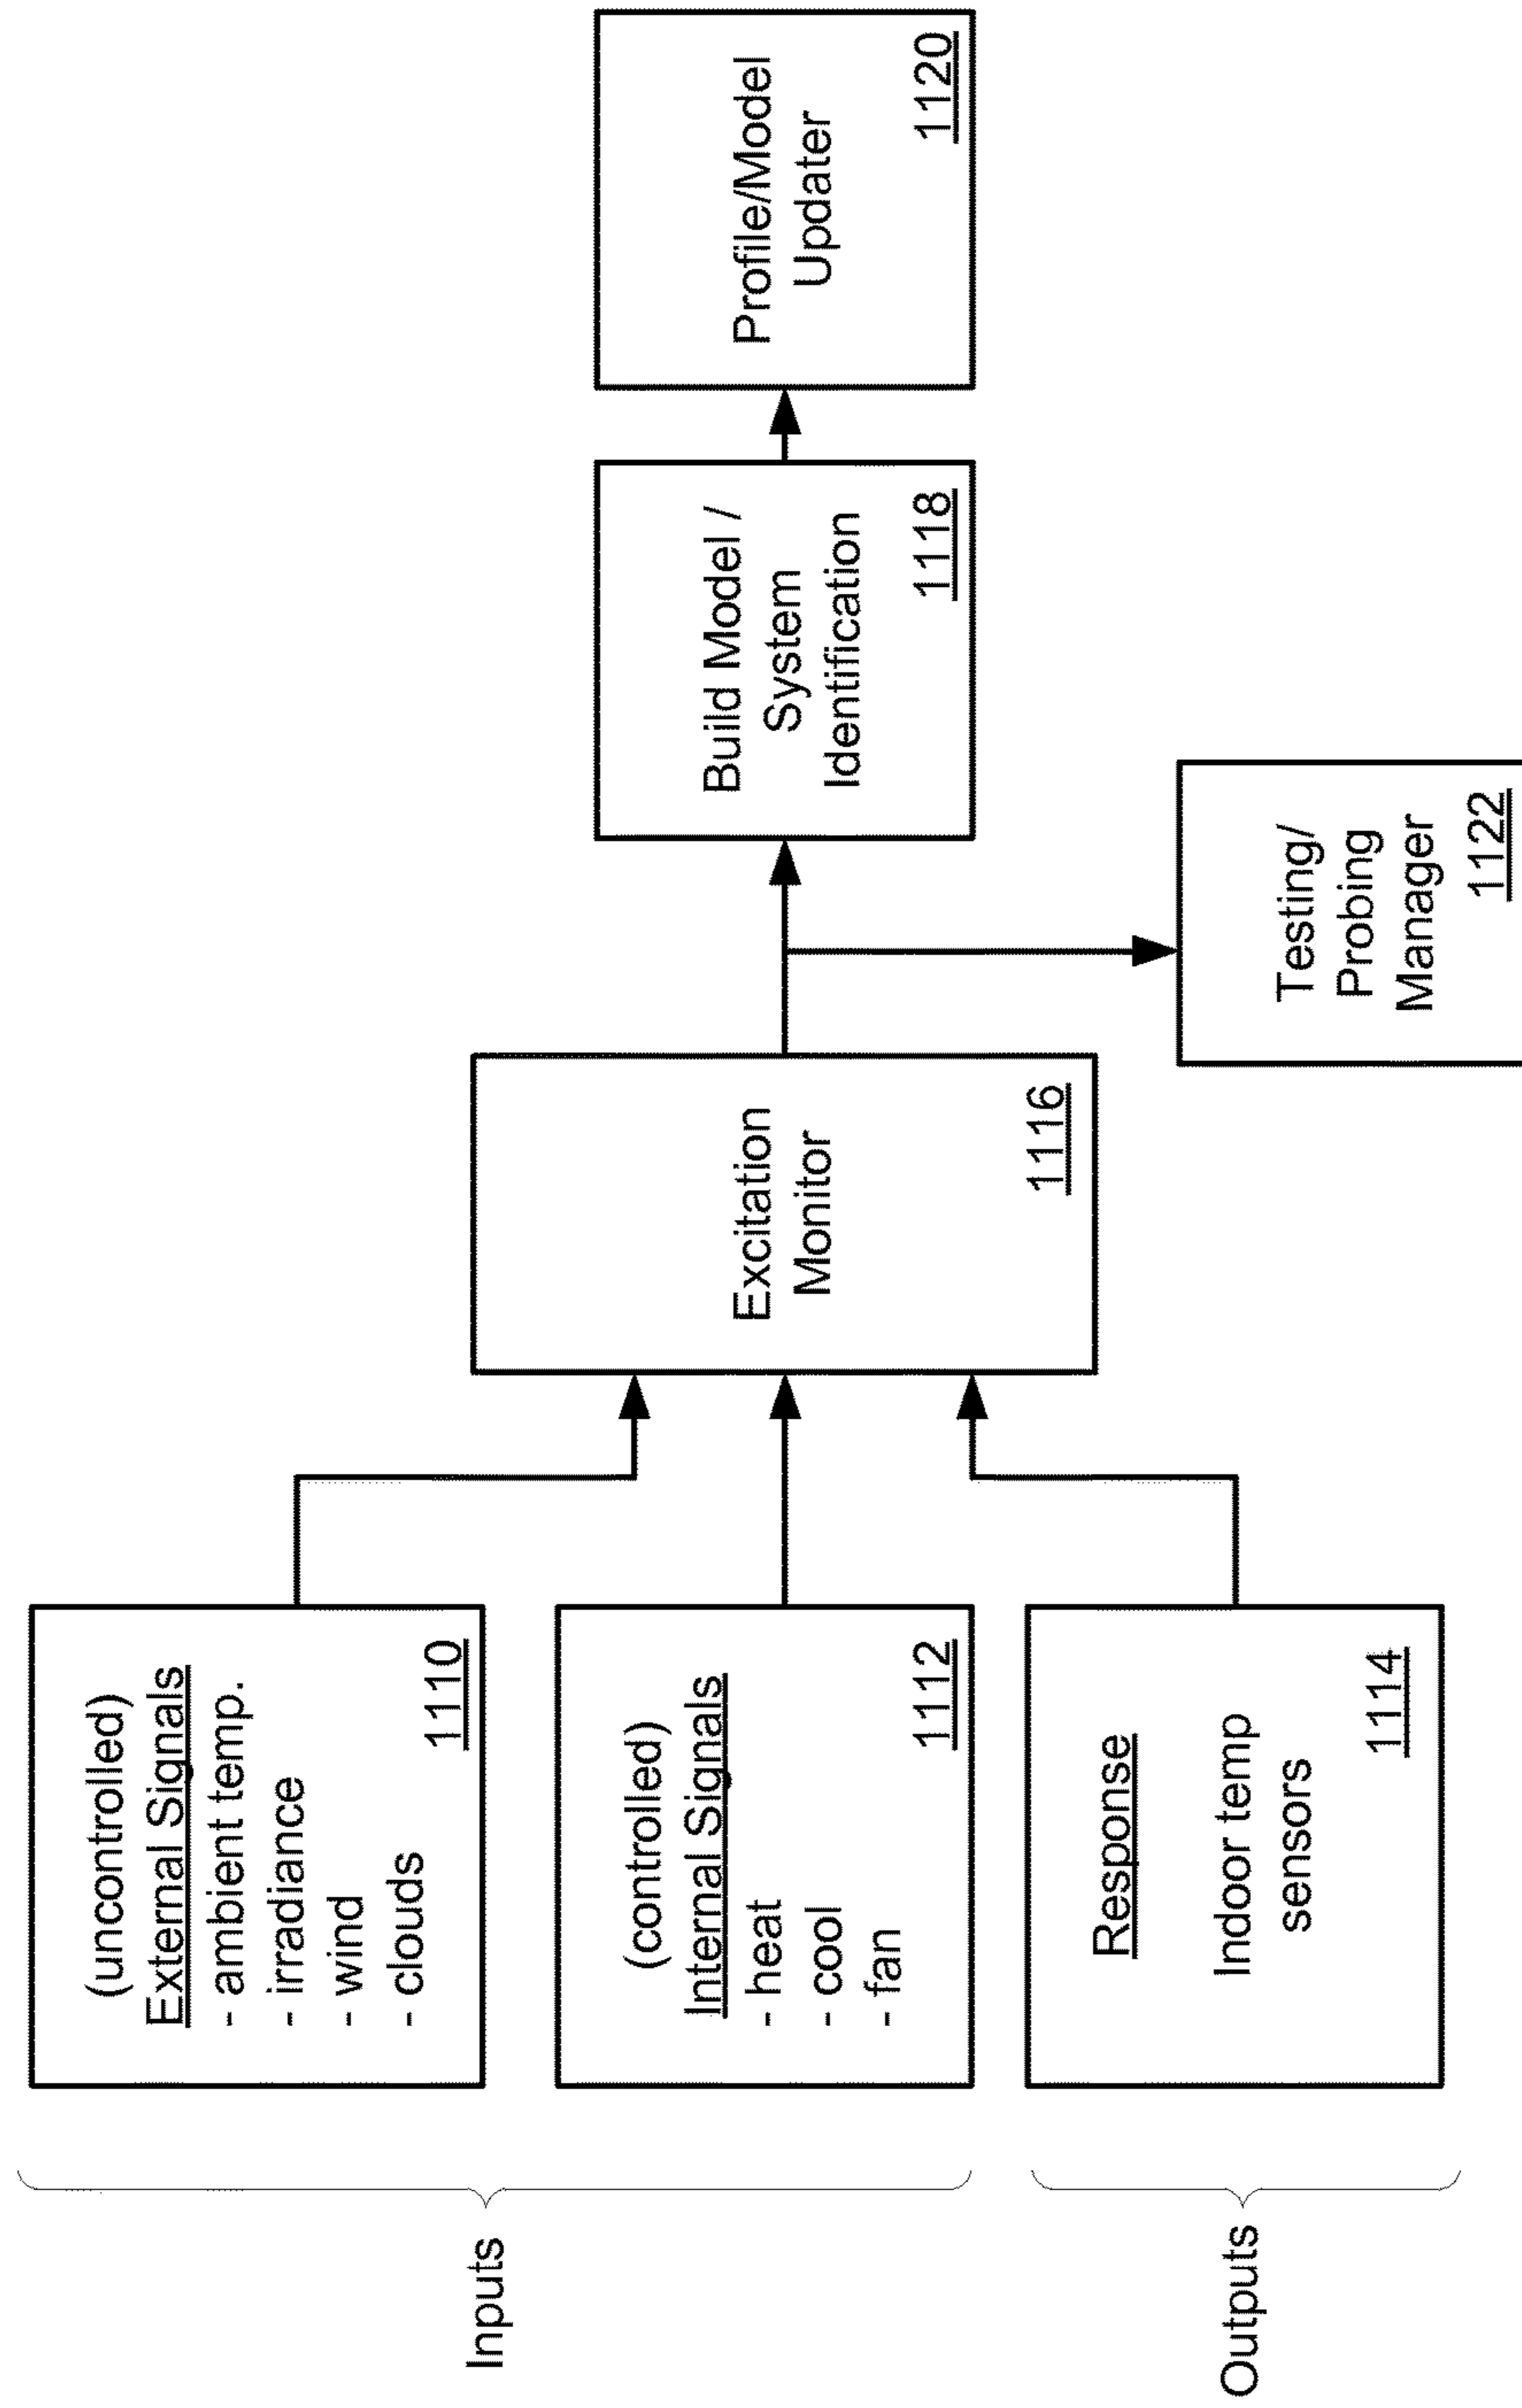 Inputs
(uncontrolled)
External Signals
- ambient temp.
- irradiance
- wind
- clouds
1110
(controlled)
Internal Signals
- heat
- cool
- fan
1112
Outputs
Response
Indoor temp
sensors
1114
Excitation
Monitor
1116
Build Model /
System
Identification
1118
Profile/Model
Updater
1120
Testing/
Probing
Manager
1122